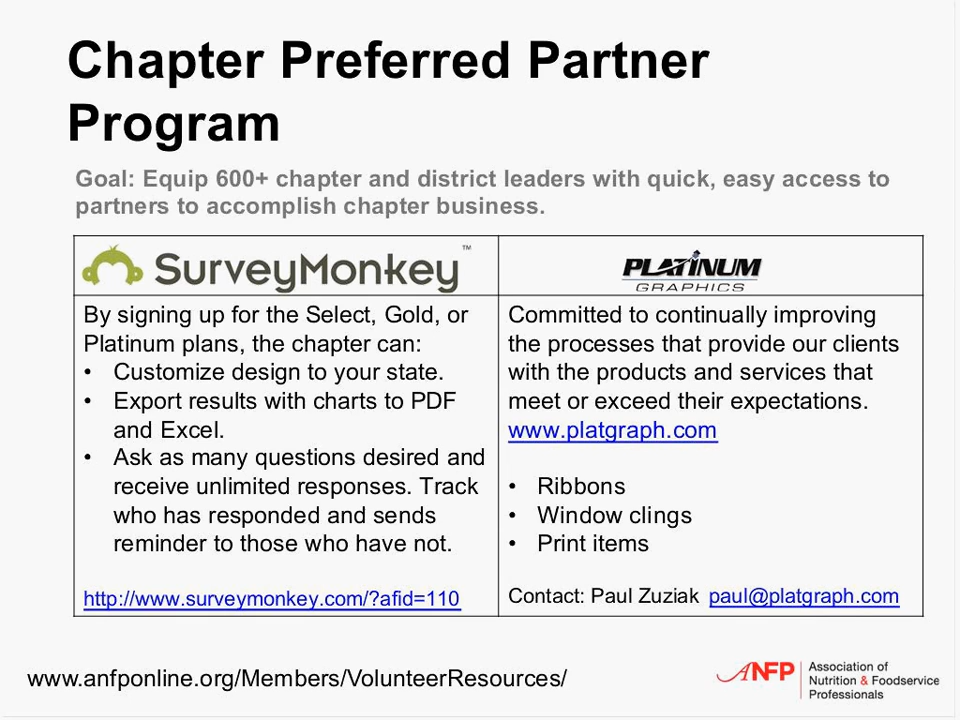 Chapter Preferred Partner
Program
Goal: Equip 600+ chapter and district leaders with quick, easy access to
partners to accomplish chapter business.
SurveyMonkey™
By signing up for the Select, Gold, or
Platinum plans, the chapter can:
• Customize design to your state.
• Export results with charts to PDF
and Excel.
• Ask as many questions desired and
receive unlimited responses. Track
who has responded and sends
reminder to those who have not.
http://www.surveymonkey.com/?afid=110
PLATINUM
GRAPHICS
Committed to continually improving
the processes that provide our clients
with the products and services that
meet or exceed their expectations.
www.platgraph.com
• Ribbons
• Window clings
• Print items
Contact: Paul Zuziak paul@platgraph.com
www.anfponline.org/Members/VolunteerResources/
ANFP
Association of
Nutrition & Foodservice
Professionals